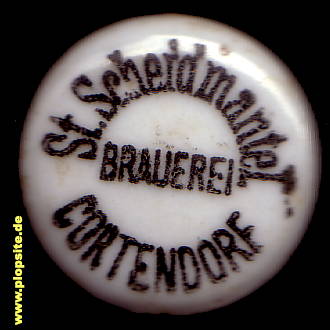 St. Scheidmantel
BRAUEREI
CORTENDORF
www.plopsite.de